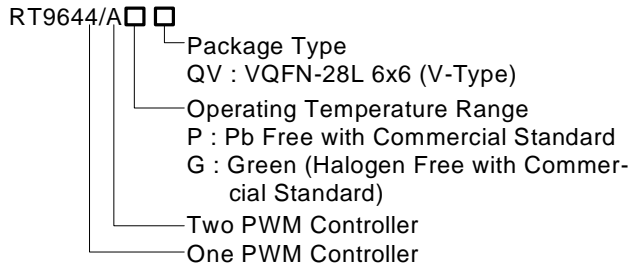 RT9644/A
Package Type
QV : VQFN-28L 6x6 (V-Type)
Operating Temperature Range
P : Pb Free with Commercial Standard
G : Green (Halogen Free with Commer-
cial Standard)
Two PWM Controller
One PWM Controller